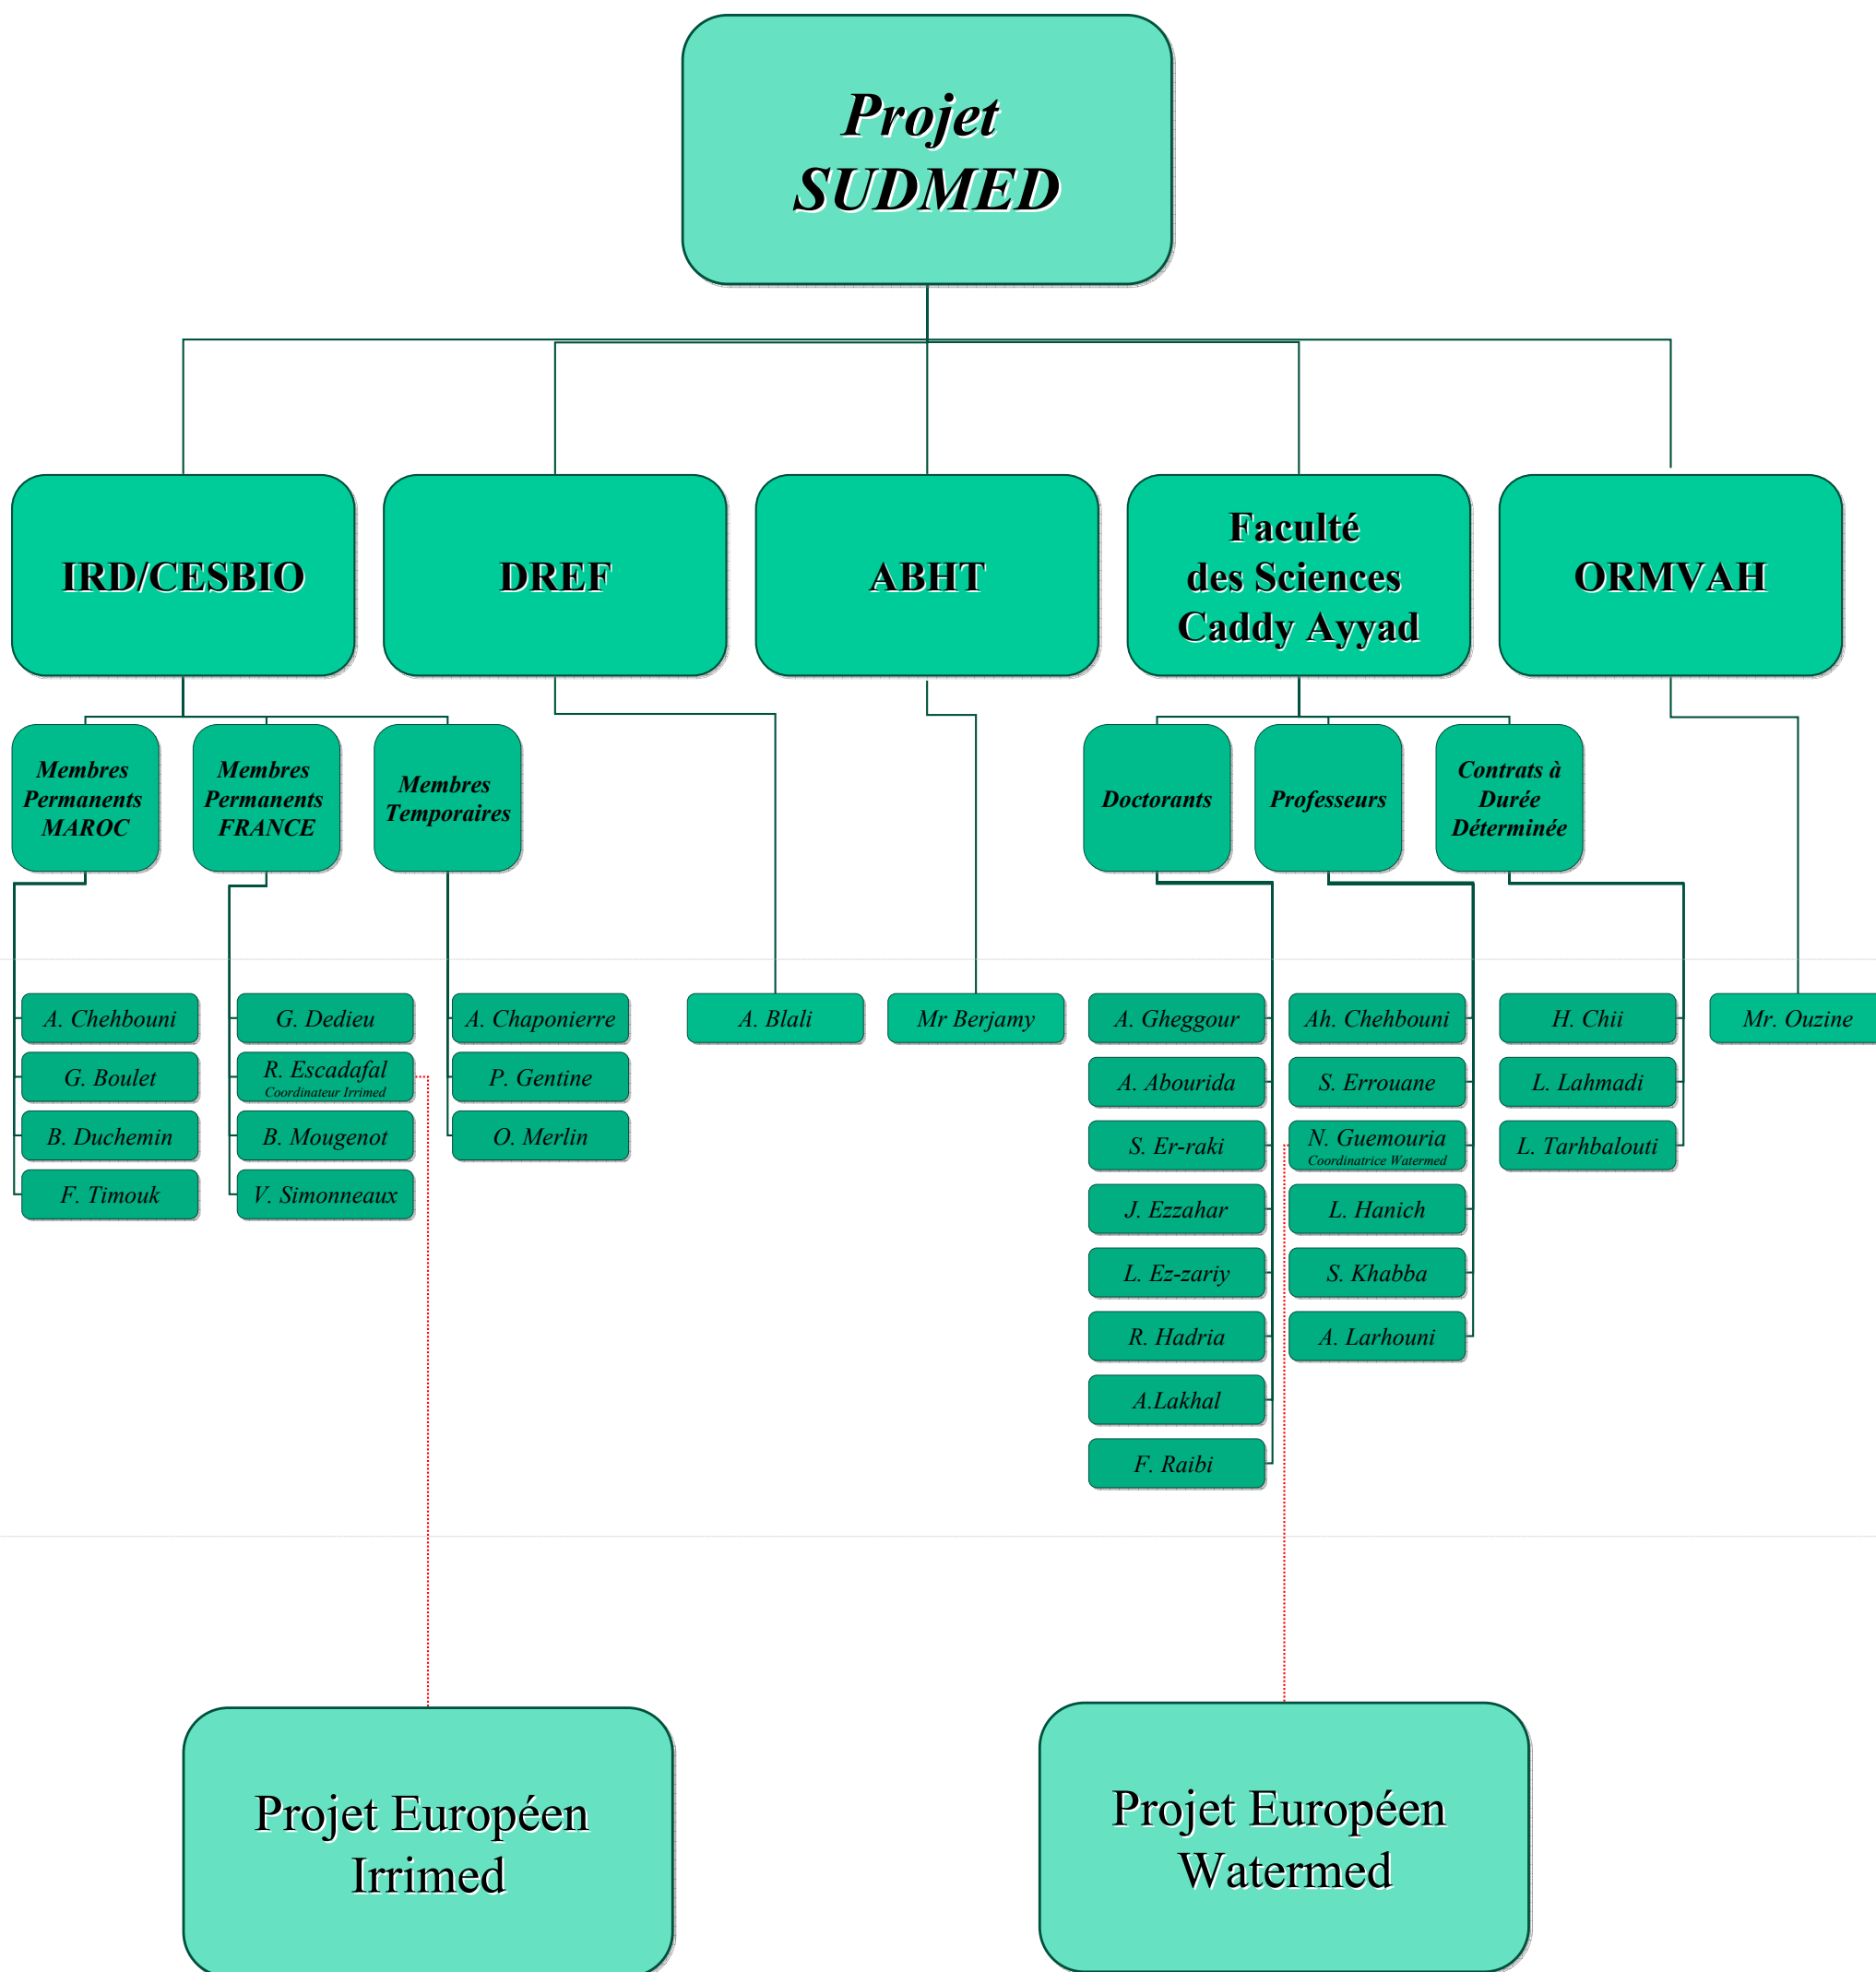 Projet
SUDMED
IRD/CESBIO
DREF
ABHT
Faculté
des Sciences
Caddy Ayyad
ORMVAH
Membres
Permanents
MAROC
Membres
Permanents
FRANCE
Membres
Temporaires
Doctorants
Professeurs
Contrats à
Durée
Déterminée
A. Chehbouni
G. Boulet
B. Duchemin
F. Timouk
G. Dedieu
R. Escadafal
Coordinateur Irrimed
B. Mougenot
V. Simonneaux
A. Chaponierre
P. Gentine
O. Merlin
A. Blali
Mr Berjamy
A. Gheggour
A. Abourida
S. Er-raki
J. Ezzahar
L. Ez-zariy
R. Hadria
A.Lakhal
F. Raibi
Ah. Chehbouni
S. Errouane
N. Guemouria
Coordinatrice Watermed
L. Hanich
S. Khabba
A. Larhouni
H. Chii
L. Lahmadi
L. Tarhbalouti
Mr. Ouzine
Projet Européen
Irrimed
Projet Européen
Watermed